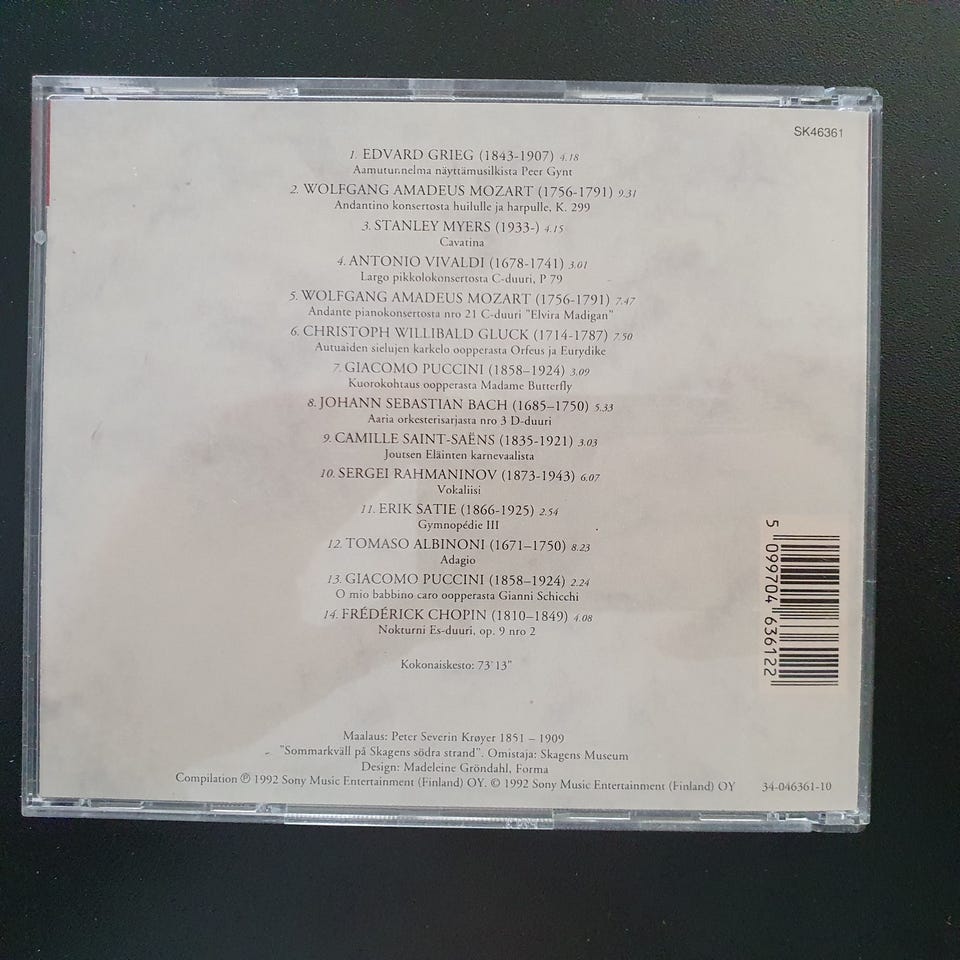 SK46361
1. EDVARD GRIEG (1843-1907) 4.18
Aamutunnelma näyttämusilkista Peer Gynt
2. WOLFGANG AMADEUS MOZART (1756-1791) 9.31
Andantino konsertosta huilulle ja harpulle, K. 299
3. STANLEY MYERS (1933-) 4.15
Cavatina
4. ANTONIO VIVALDI (1678-1741) 3.01
Largo pikkolokonsertosta C-duuri, P 79
5. WOLFGANG AMADEUS MOZART (1756-1791) 7.47
Andante pianokonsertosta nro 21 C-duuri "Elvira Madigan"
6. CHRISTOPH WILLIBALD GLUCK (1714-1787) 7.50
Autuaiden sielujen karkelo oopperasta Orfeus ja Eurydike
7. GIACOMO PUCCINI (1858–1924) 3.09
Kuorokohtaus oopperasta Madame Butterfly
8. JOHANN SEBASTIAN BACH (1685–1750) 5.33
Aaria orkesterisarjasta nro 3 D-duuri
9. CAMILLE SAINT-SAËNS (1835-1921) 3.03
Joutsen Eläinten karnevaalista
10. SERGEI RAHMANINOV (1873-1943) 6.07
Vokaliisi
11. ERIK SATIE (1866-1925) 2.54
Gymnopédie III
12. TOMASO ALBINONI (1671–1750) 8.23
Adagio
13. GIACOMO PUCCINI (1858–1924) 2.24
O mio babbino caro oopperasta Gianni Schicchi
14. FRÉDÉRICK CHOPIN (1810–1849) 4.08
Nokturni Es-duuri, op. 9 nro 2
Kokonaiskesto: 73'13"
5 099704 636122
Maalaus: Peter Severin Krøyer 1851 – 1909
"Sommarkväll på Skagens södra strand". Omistaja: Skagens Museum
Design: Madeleine Gröndahl, Forma
Compilation ℗ 1992 Sony Music Entertainment (Finland) OY. © 1992 Sony Music Entertainment (Finland) OY
34-046361-10